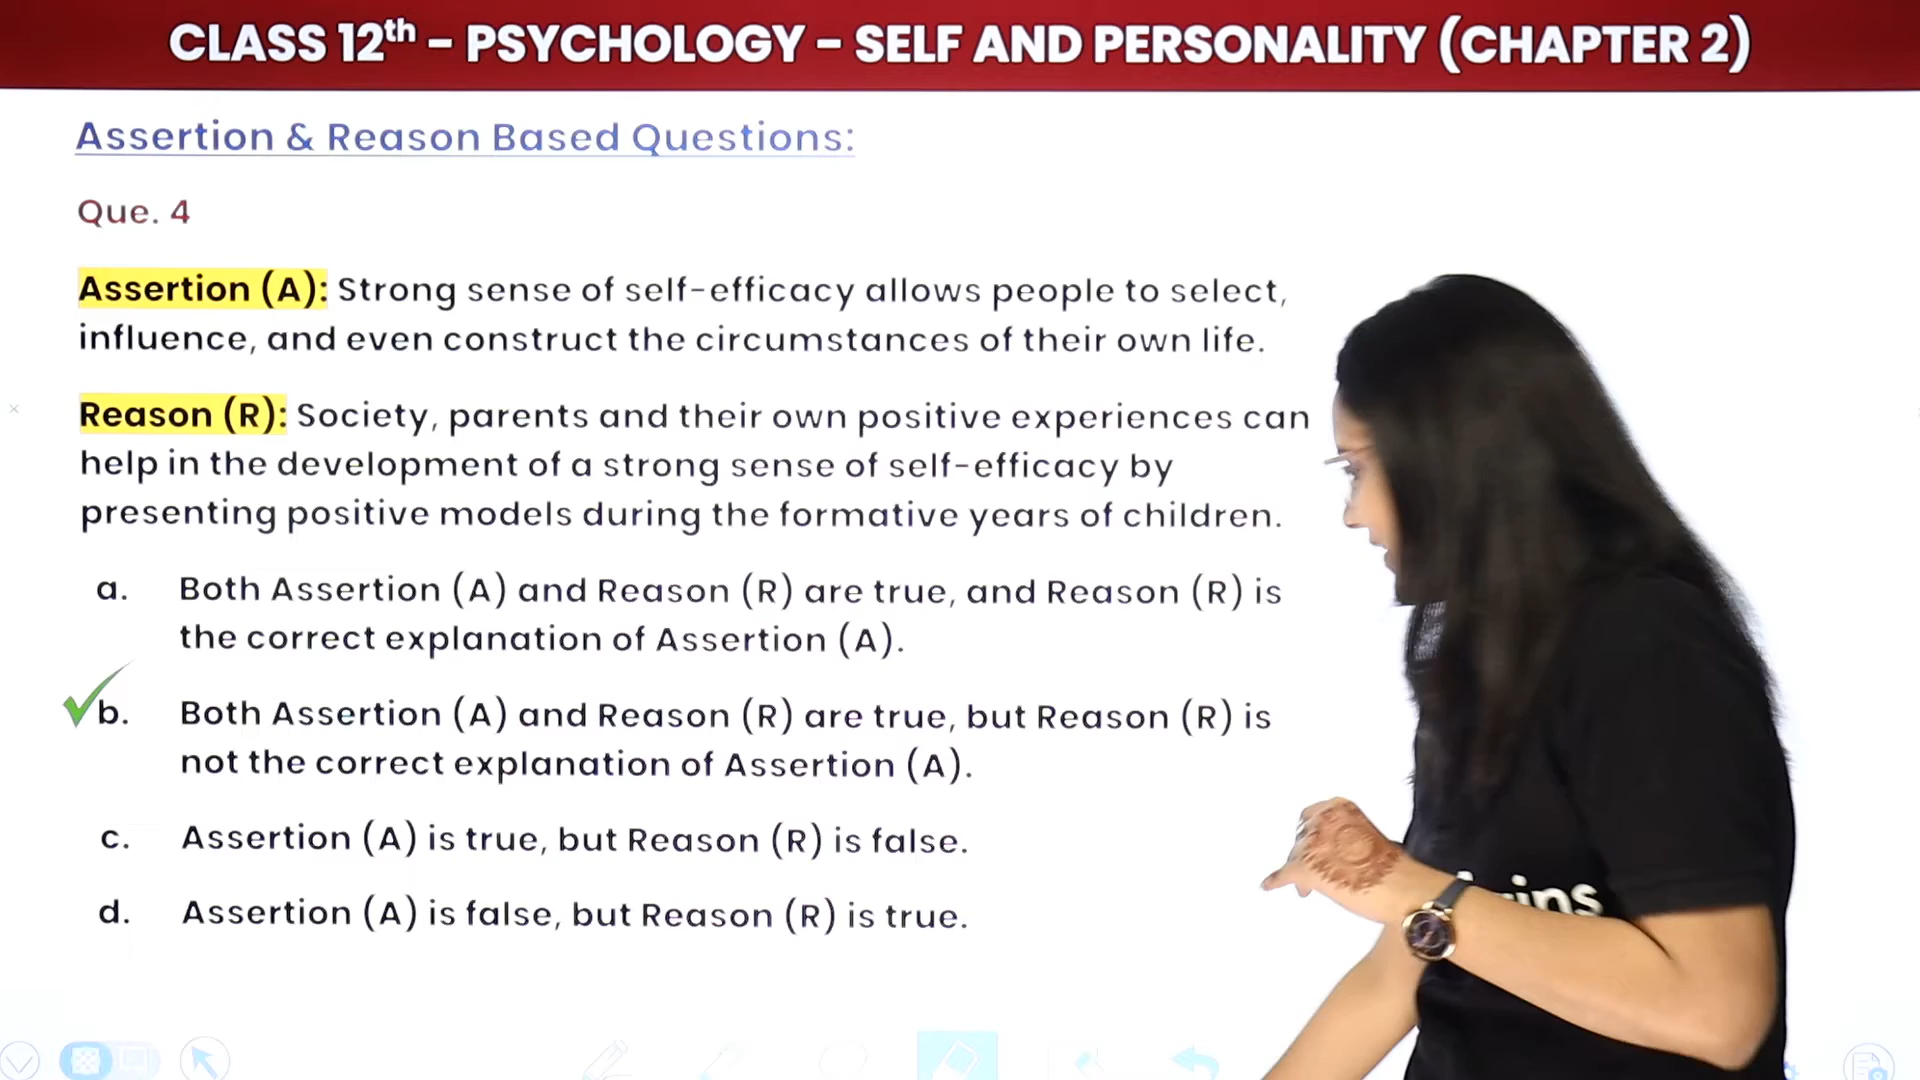 CLASS 12th – PSYCHOLOGY – SELF AND PERSONALITY (CHAPTER 2)
Assertion & Reason Based Questions:
Que. 4
Assertion (A): Strong sense of self-efficacy allows people to select,
influence, and even construct the circumstances of their own life.
Reason (R): Society, parents and their own positive experiences can
help in the development of a strong sense of self-efficacy by
presenting positive models during the formative years of children.
a. Both Assertion (A) and Reason (R) are true, and Reason (R) is
the correct explanation of Assertion (A).
b. Both Assertion (A) and Reason (R) are true, but Reason (R) is
not the correct explanation of Assertion (A).
c. Assertion (A) is true, but Reason (R) is false.
d. Assertion (A) is false, but Reason (R) is true.